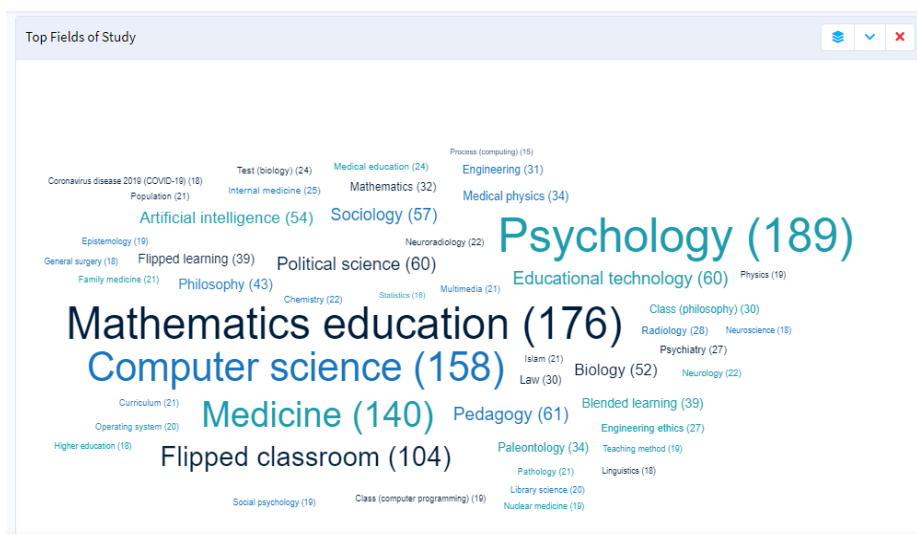 Top Fields of Study
Process (computing) (15)
Test (biology) (24)
Medical education (24)
Engineering (31)
Coronavirus disease 2019 (COVID-19) (18)
Internal medicine (25)
Mathematics (32)
Population (21)
Medical physics (34)
Artificial intelligence (54)
Sociology (57)
Psychology (189)
Epistemology (19)
Neuroradiology (22)
General surgery (18)
Flipped learning (39)
Political science (60)
Family medicine (21)
Philosophy (43)
Educational technology (60)
Physics (19)
Chemistry (22)
Statistics (16)
Multimedia (21)
Mathematics education (176)
Class (philosophy) (30)
Radiology (28)
Neuroscience (18)
Computer science (158)
Psychiatry (27)
Islam (21)
Law (30)
Biology (52)
Neurology (22)
Curriculum (21)
Medicine (140)
Pedagogy (61)
Blended learning (39)
Operating system (20)
Engineering ethics (27)
Higher education (18)
Flipped classroom (104)
Paleontology (34)
Teaching method (19)
Pathology (21)
Linguistics (18)
Library science (20)
Social psychology (19)
Class (computer programming) (19)
Nuclear medicine (19)